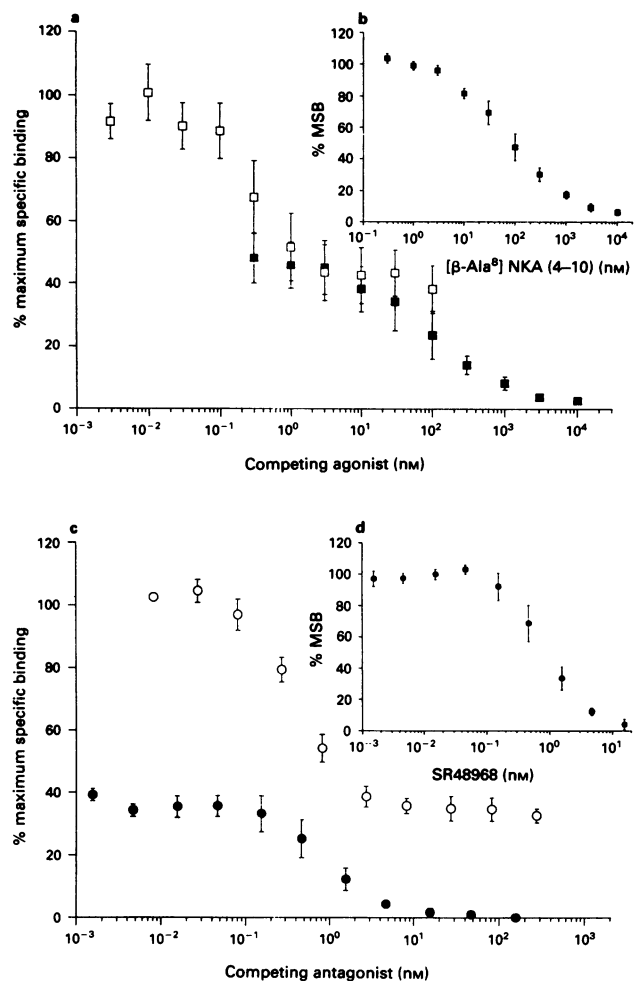 a
% maximum specific binding
120
100
80
60
40
20
0
10⁻³ 10⁻² 10⁻¹ 10⁰ 10¹ 10² 10³ 10⁴
Competing agonist (nM)
b
% MSB
120
100
80
60
40
20
0
10⁻¹ 10⁰ 10¹ 10² 10³ 10⁴
[β-Ala⁸] NKA (4–10) (nM)
c
% maximum specific binding
120
100
80
60
40
20
0
10⁻³ 10⁻² 10⁻¹ 10⁰ 10¹ 10² 10³
Competing antagonist (nM)
d
% MSB
120
100
80
60
40
20
0
10⁻³ 10⁻² 10⁻¹ 10⁰ 10¹
SR48968 (nM)